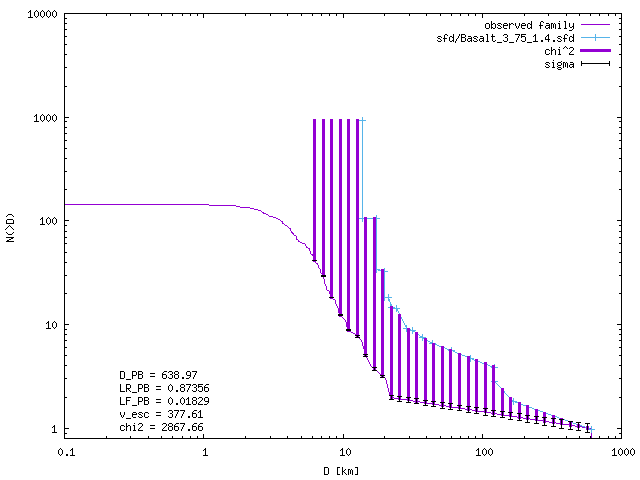 10000
1000
100
10
1
N(>D)
observed family
sfd/Basalt_3_75_1.4.sfd
chi^2
sigma
D_PB = 638.97
LR_PB = 0.87356
LF_PB = 0.01829
v_esc = 377.61
chi2 = 2867.66
0.1 1 10 100 1000
D [km]